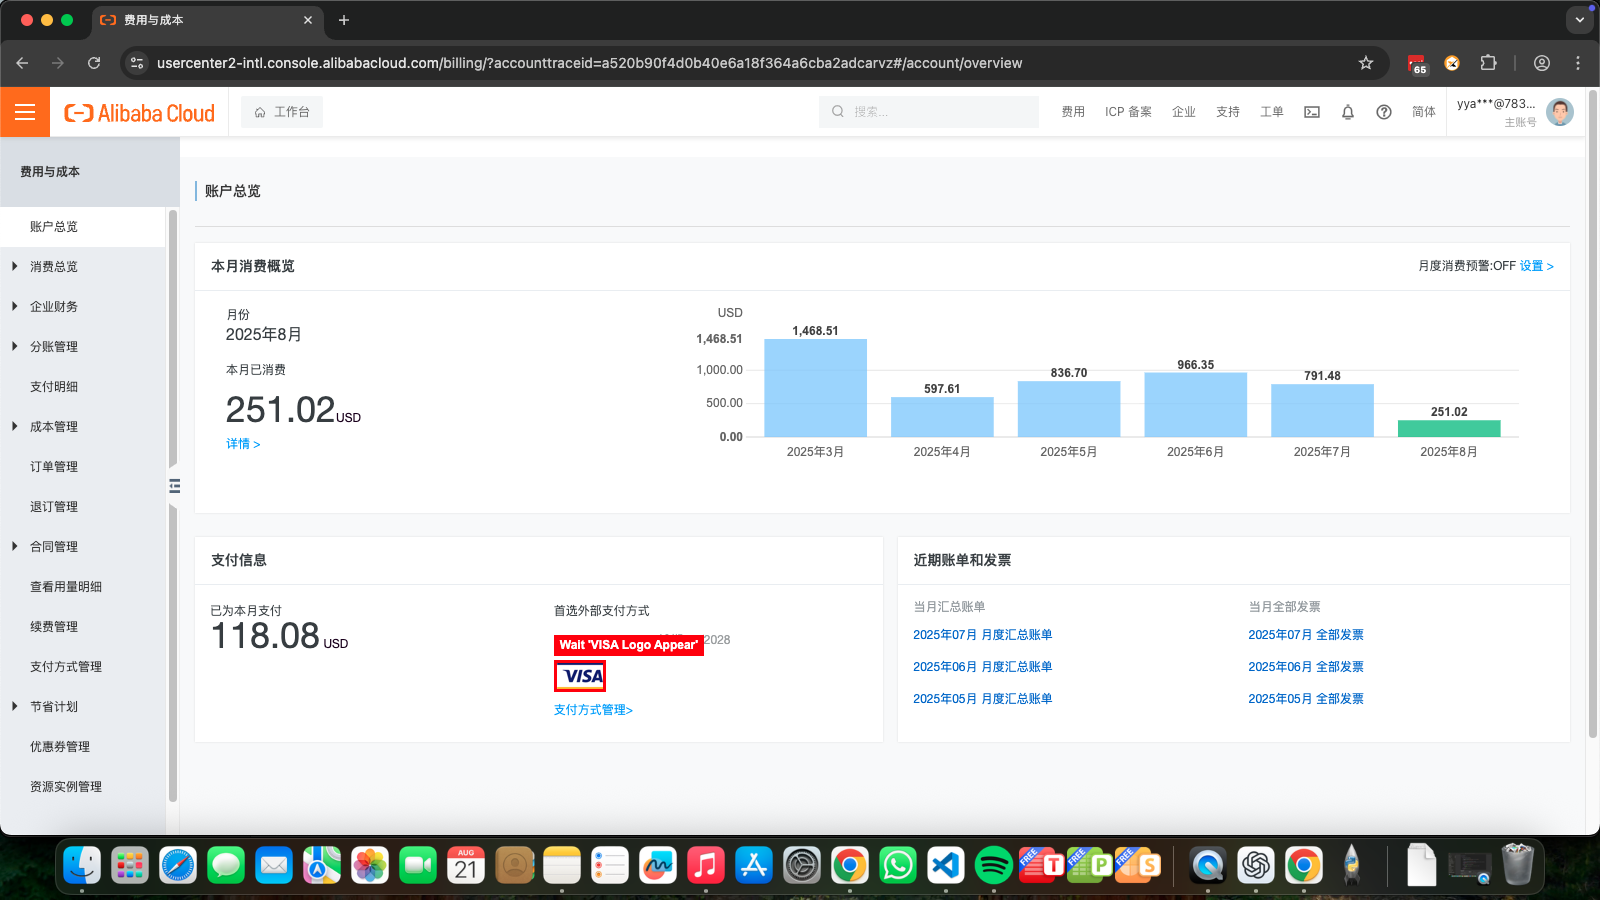 费用与成本
usercenter2-intl.console.alibabacloud.com/billing/?accounttraceid=a520b90f4d0b40e6a18f364a6cba2adcarvz#/account/overview
65
Alibaba Cloud
工作台
搜索...
费用
ICP 备案
企业
支持
工单
简体
yya***@783...
主账号
费用与成本
账户总览
消费总览
企业财务
分账管理
支付明细
成本管理
订单管理
退订管理
合同管理
查看用量明细
续费管理
支付方式管理
节省计划
优惠券管理
资源实例管理
账户总览
本月消费概览
月度消费预警:OFF 设置 >
月份
2025年8月
本月已消费
251.02 USD
详情 >
USD
1,468.51
1,000.00
500.00
0.00
1,468.51
597.61
836.70
966.35
791.48
251.02
2025年3月
2025年4月
2025年5月
2025年6月
2025年7月
2025年8月
支付信息
已为本月支付
118.08 USD
首选外部支付方式
2028
Wait 'VISA Logo Appear'
VISA
支付方式管理>
近期账单和发票
当月汇总账单
2025年07月 月度汇总账单
2025年06月 月度汇总账单
2025年05月 月度汇总账单
当月全部发票
2025年07月 全部发票
2025年06月 全部发票
2025年05月 全部发票
AUG
21
FREE
T
FREE
P
FREE
S